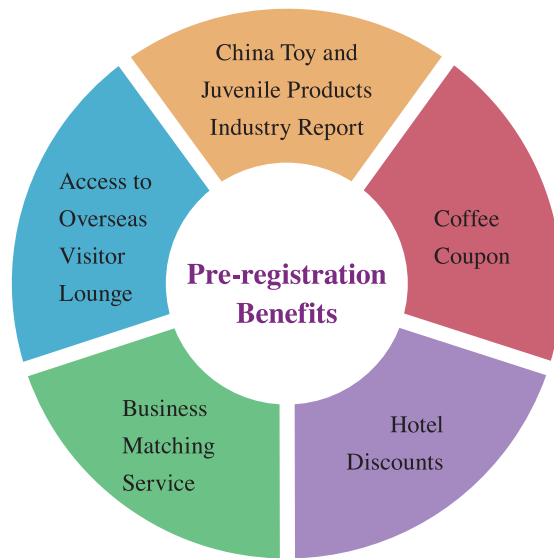 China Toy and
Juvenile Products
Industry Report
Access to
Overseas
Visitor
Lounge
Coffee
Coupon
Pre-registration
Benefits
Business
Matching
Service
Hotel
Discounts